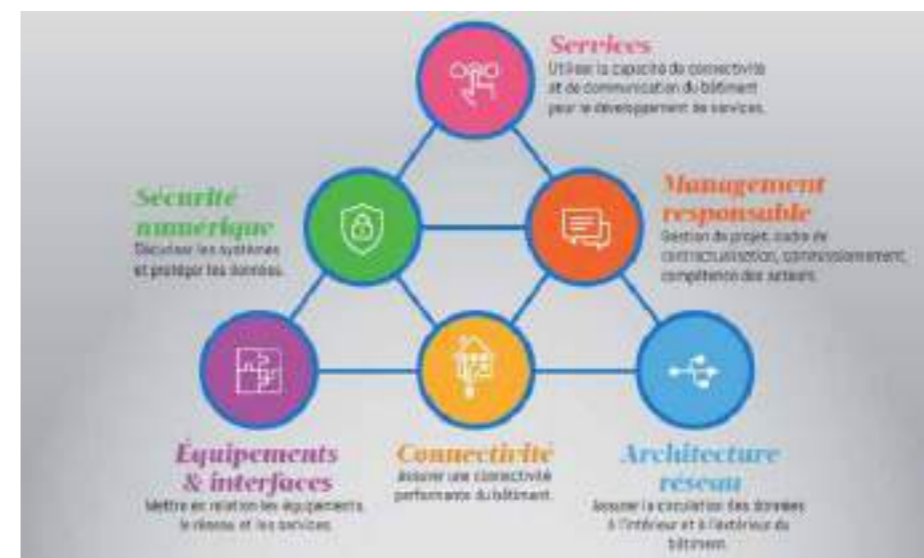 Services
Utiliser la capacité de connectivité
et de communication du bâtiment
pour le développement de services.
Sécurité
numérique
Sécuriser les systèmes
et protéger les données.
Management
responsable
Gestion de projet, cadre de
contractualisation, commissionnement,
compétence des acteurs.
Équipements
& interfaces
Mettre en relation les équipements,
le réseau et les services.
Connectivité
Assurer une connectivité
performante du bâtiment.
Architecture
réseau
Assurer la circulation des données
à l'intérieur et à l'extérieur du
bâtiment.